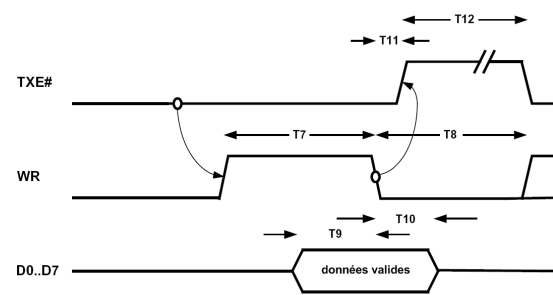 T12
T11
TXE#
T7
T8
WR
T10
T9
D0..D7
données valides